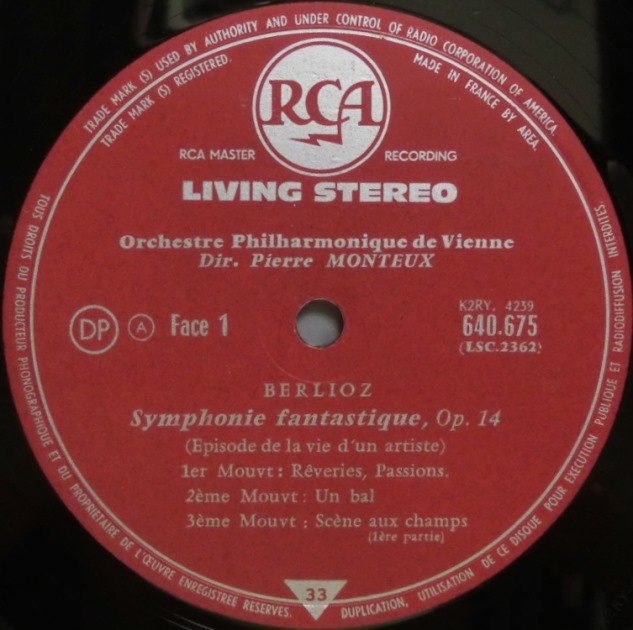 TRADE MARK (S) USED BY AUTHORITY AND UNDER CONTROL OF RADIO CORPORATION OF AMERICA.
TRADE MARK (S) REGISTERED.
MADE IN FRANCE BY AREA.
RCA
RCA MASTER RECORDING
LIVING STEREO
Orchestre Philharmonique de Vienne
Dir. Pierre MONTEUX
DP A Face 1
K2RY. 4239
640.675
(LSC.2362)
BERLIOZ
Symphonie fantastique, Op. 14
(Episode de la vie d'un artiste)
1er Mouvt : Rêveries, Passions.
2ème Mouvt : Un bal
3ème Mouvt : Scène aux champs
(1ère partie)
33
TOUS DROITS DU PRODUCTEUR PHONOGRAPHIQUE ET DU PROPRIETAIRE DE L'ŒUVRE ENREGISTREE RESERVES.
DUPLICATION, UTILISATION DE CE DISQUE POUR EXECUTION PUBLIQUE ET RADIODIFFUSION INTERDITES.